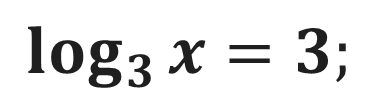 log₃ x = 3;